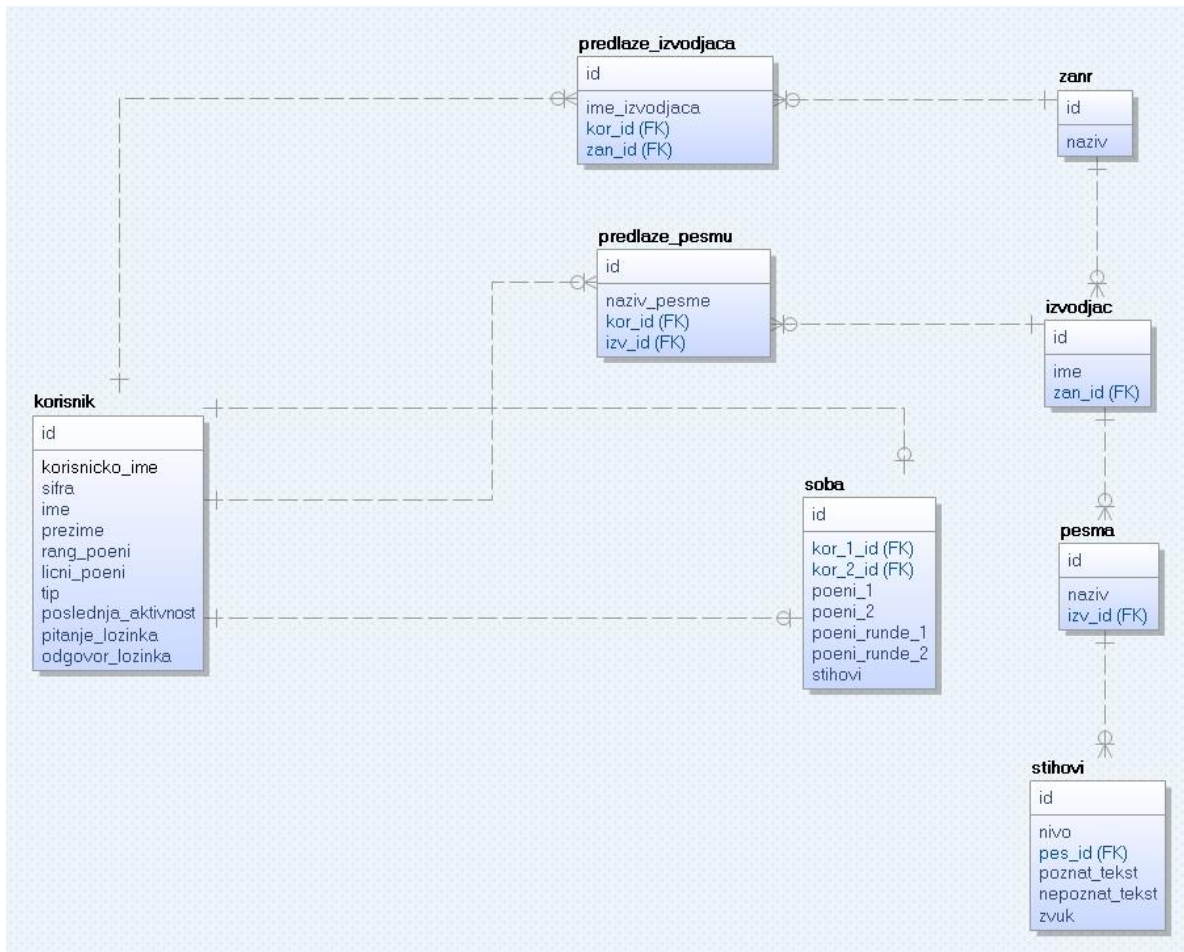 predlaze_izvodjaca
id
ime_izvodjaca
kor_id (FK)
zan_id (FK)
zanr
id
naziv
predlaze_pesmu
id
naziv_pesme
kor_id (FK)
izv_id (FK)
izvodjac
id
ime
zan_id (FK)
korisnik
id
korisnicko_ime
sifra
ime
prezime
rang_poeni
licni_poeni
tip
poslednja_aktivnost
pitanje_lozinka
odgovor_lozinka
soba
id
kor_1_id (FK)
kor_2_id (FK)
poeni_1
poeni_2
poeni_runde_1
poeni_runde_2
stihovi
pesma
id
naziv
izv_id (FK)
stihovi
id
nivo
pes_id (FK)
poznat_tekst
nepoznat_tekst
zvuk